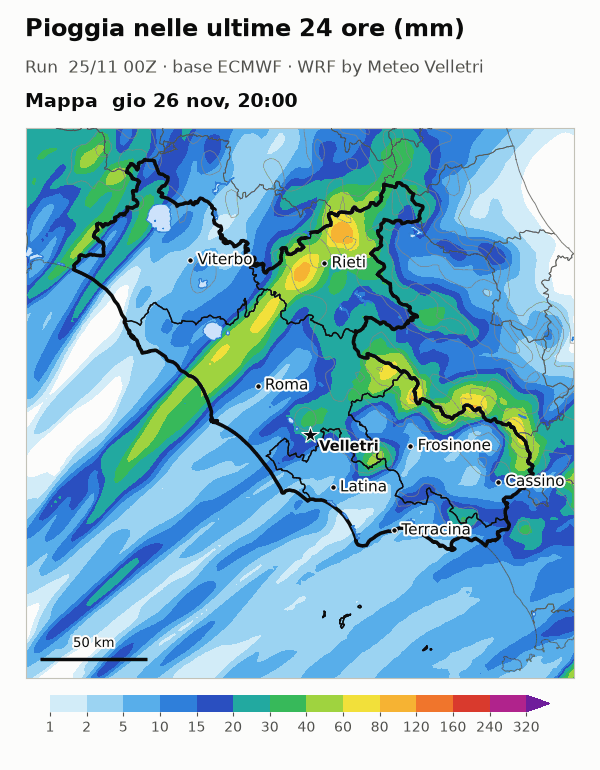 Pioggia nelle ultime 24 ore (mm)
Run 25/11 00Z · base ECMWF · WRF by Meteo Velletri
Mappa gio 26 nov, 20:00
Viterbo
Rieti
Roma
Velletri
Frosinone
Cassino
Latina
Terracina
50 km
1 2 5 10 15 20 30 40 60 80 120 160 240 320